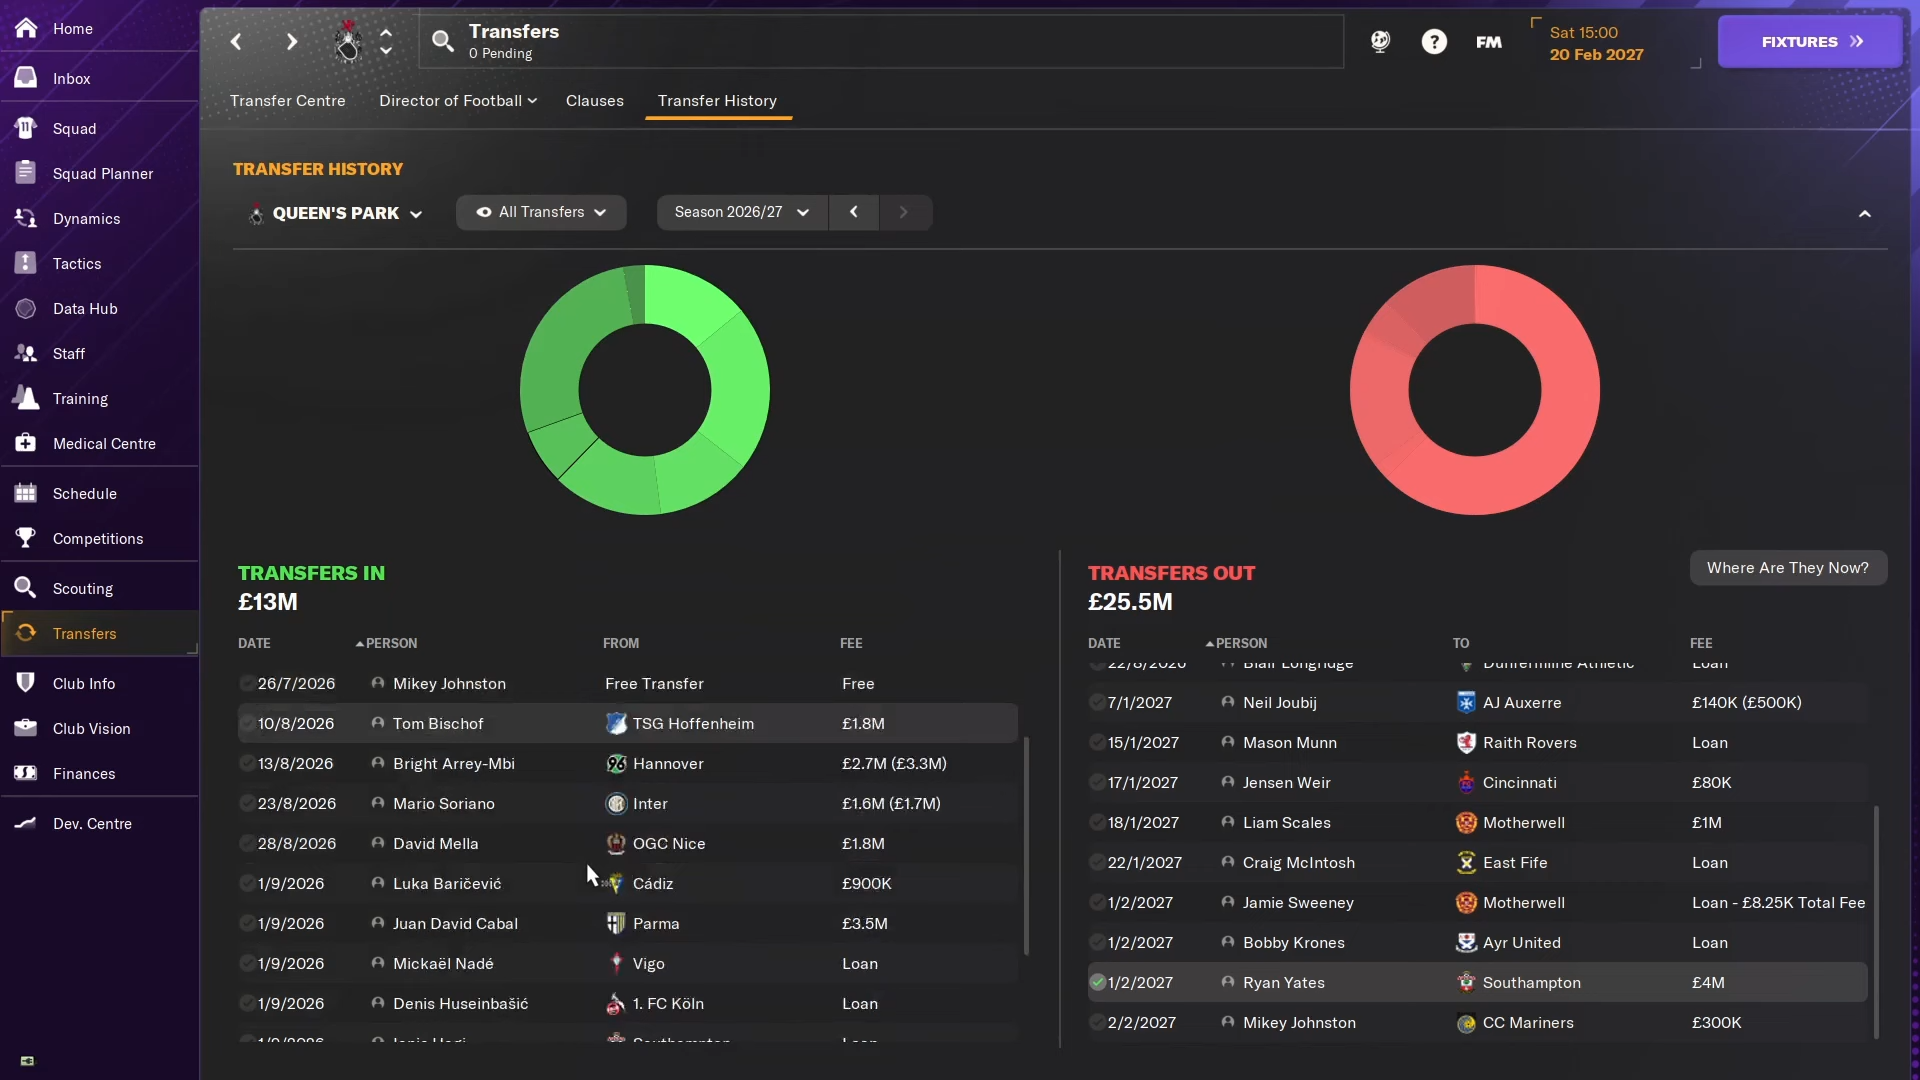 Home
Inbox
Squad
Squad Planner
Dynamics
Tactics
Data Hub
Staff
Training
Medical Centre
Schedule
Competitions
Scouting
Transfers
Club Info
Club Vision
Finances
Dev. Centre
Transfers
0 Pending
?
FM
Sat 15:00
20 Feb 2027
FIXTURES
Transfer Centre
Director of Football
Clauses
Transfer History
TRANSFER HISTORY
QUEEN'S PARK
All Transfers
Season 2026/27
TRANSFERS IN
£13M
DATE PERSON FROM FEE
26/7/2026 Mikey Johnston Free Transfer Free
10/8/2026 Tom Bischof TSG Hoffenheim £1.8M
13/8/2026 Bright Arrey-Mbi Hannover £2.7M (£3.3M)
23/8/2026 Mario Soriano Inter £1.6M (£1.7M)
28/8/2026 David Mella OGC Nice £1.8M
1/9/2026 Luka Baričević Cádiz £900K
1/9/2026 Juan David Cabal Parma £3.5M
1/9/2026 Mickaël Nadé Vigo Loan
1/9/2026 Denis Huseinbašić 1. FC Köln Loan
TRANSFERS OUT
£25.5M
Where Are They Now?
DATE PERSON TO FEE
22/8/2026 Blair Longridge Dunfermline Athletic Loan
7/1/2027 Neil Joubij AJ Auxerre £140K (£500K)
15/1/2027 Mason Munn Raith Rovers Loan
17/1/2027 Jensen Weir Cincinnati £80K
18/1/2027 Liam Scales Motherwell £1M
22/1/2027 Craig McIntosh East Fife Loan
1/2/2027 Jamie Sweeney Motherwell Loan - £8.25K Total Fee
1/2/2027 Bobby Krones Ayr United Loan
1/2/2027 Ryan Yates Southampton £4M
2/2/2027 Mikey Johnston CC Mariners £300K